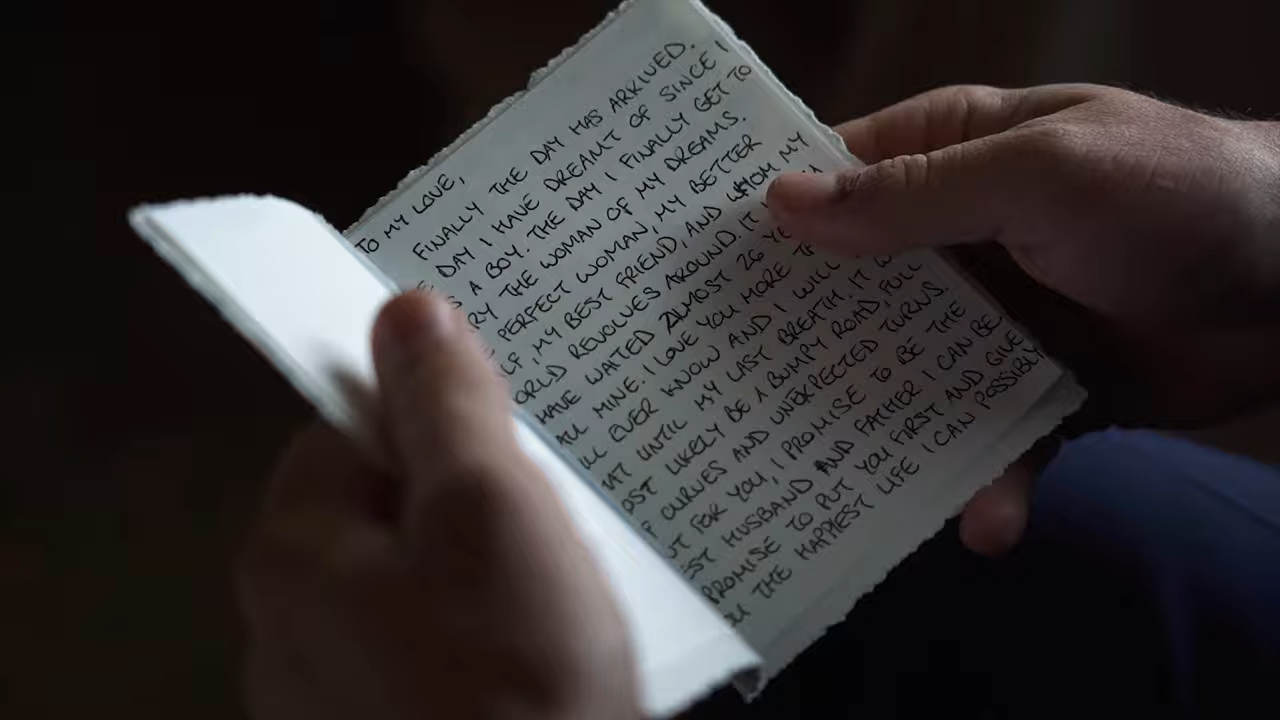 TO MY LOVE,
FINALLY THE DAY HAS ARRIVED.
DAY I HAVE DREAMT OF SINCE I
A BOY. THE DAY I FINALLY GET TO
THE WOMAN OF MY DREAMS.
PERFECT WOMAN, MY BETTER
MY BEST FRIEND, AND WHOM MY
REVOLVES AROUND. IT
HAVE WAITED ALMOST 26
MINE. I LOVE YOU MORE
EVER KNOW AND I WILL
UNTIL MY LAST BREATH. IT
LIKELY BE A BUMPY ROAD, FULL
CURVES AND UNEXPECTED TURNS.
FOR YOU, I PROMISE TO BE THE
HUSBAND AND FATHER I CAN BE.
PROMISE TO PUT YOU FIRST AND GIVE
THE HAPPIEST LIFE I CAN POSSIBLY